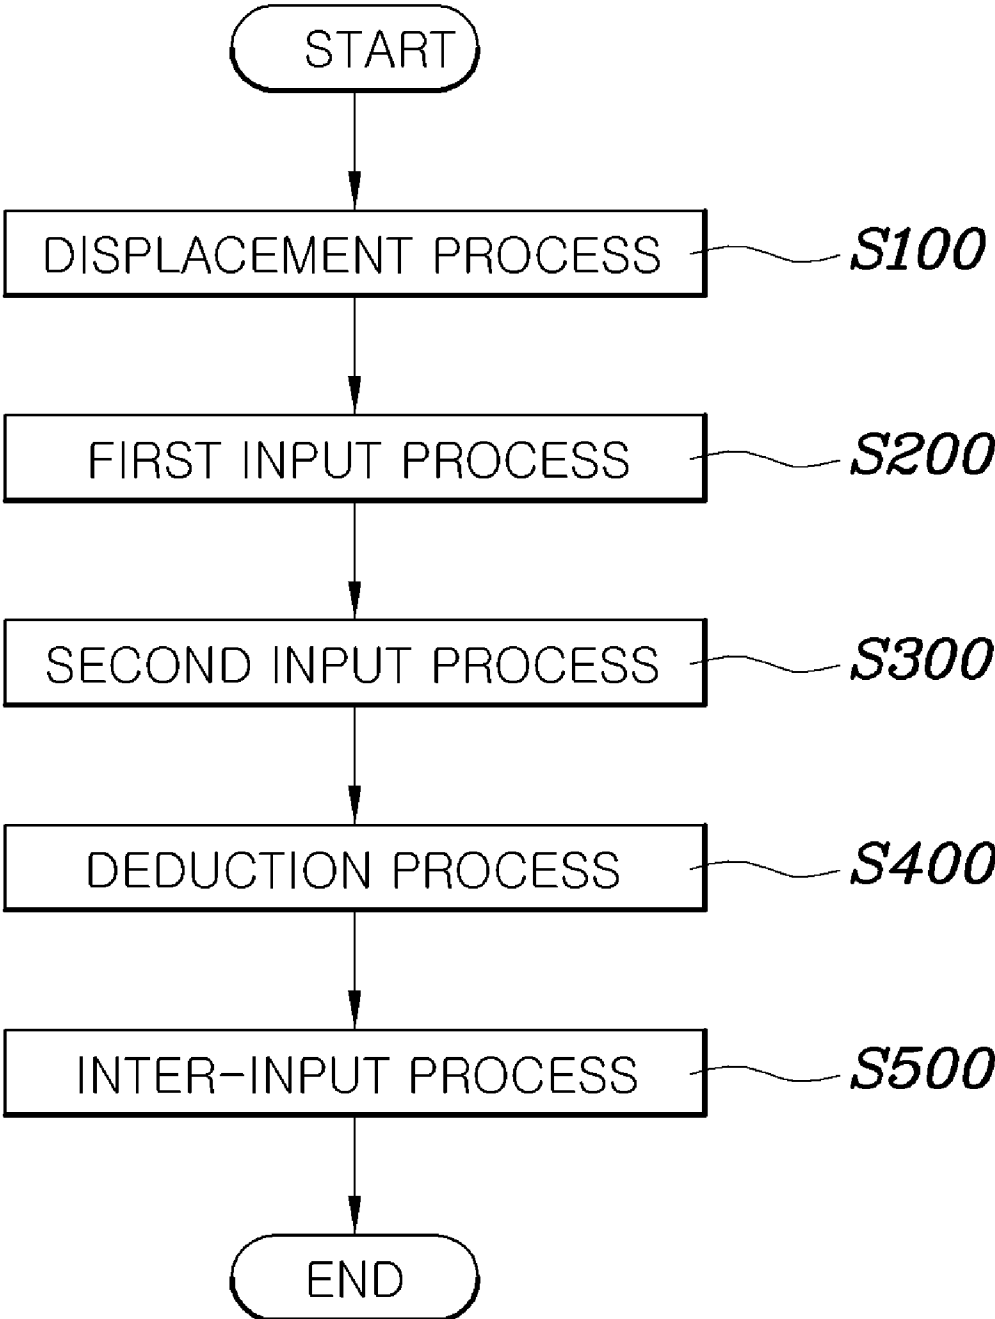 START
DISPLACEMENT PROCESS S100
FIRST INPUT PROCESS S200
SECOND INPUT PROCESS S300
DEDUCTION PROCESS S400
INTER-INPUT PROCESS S500
END